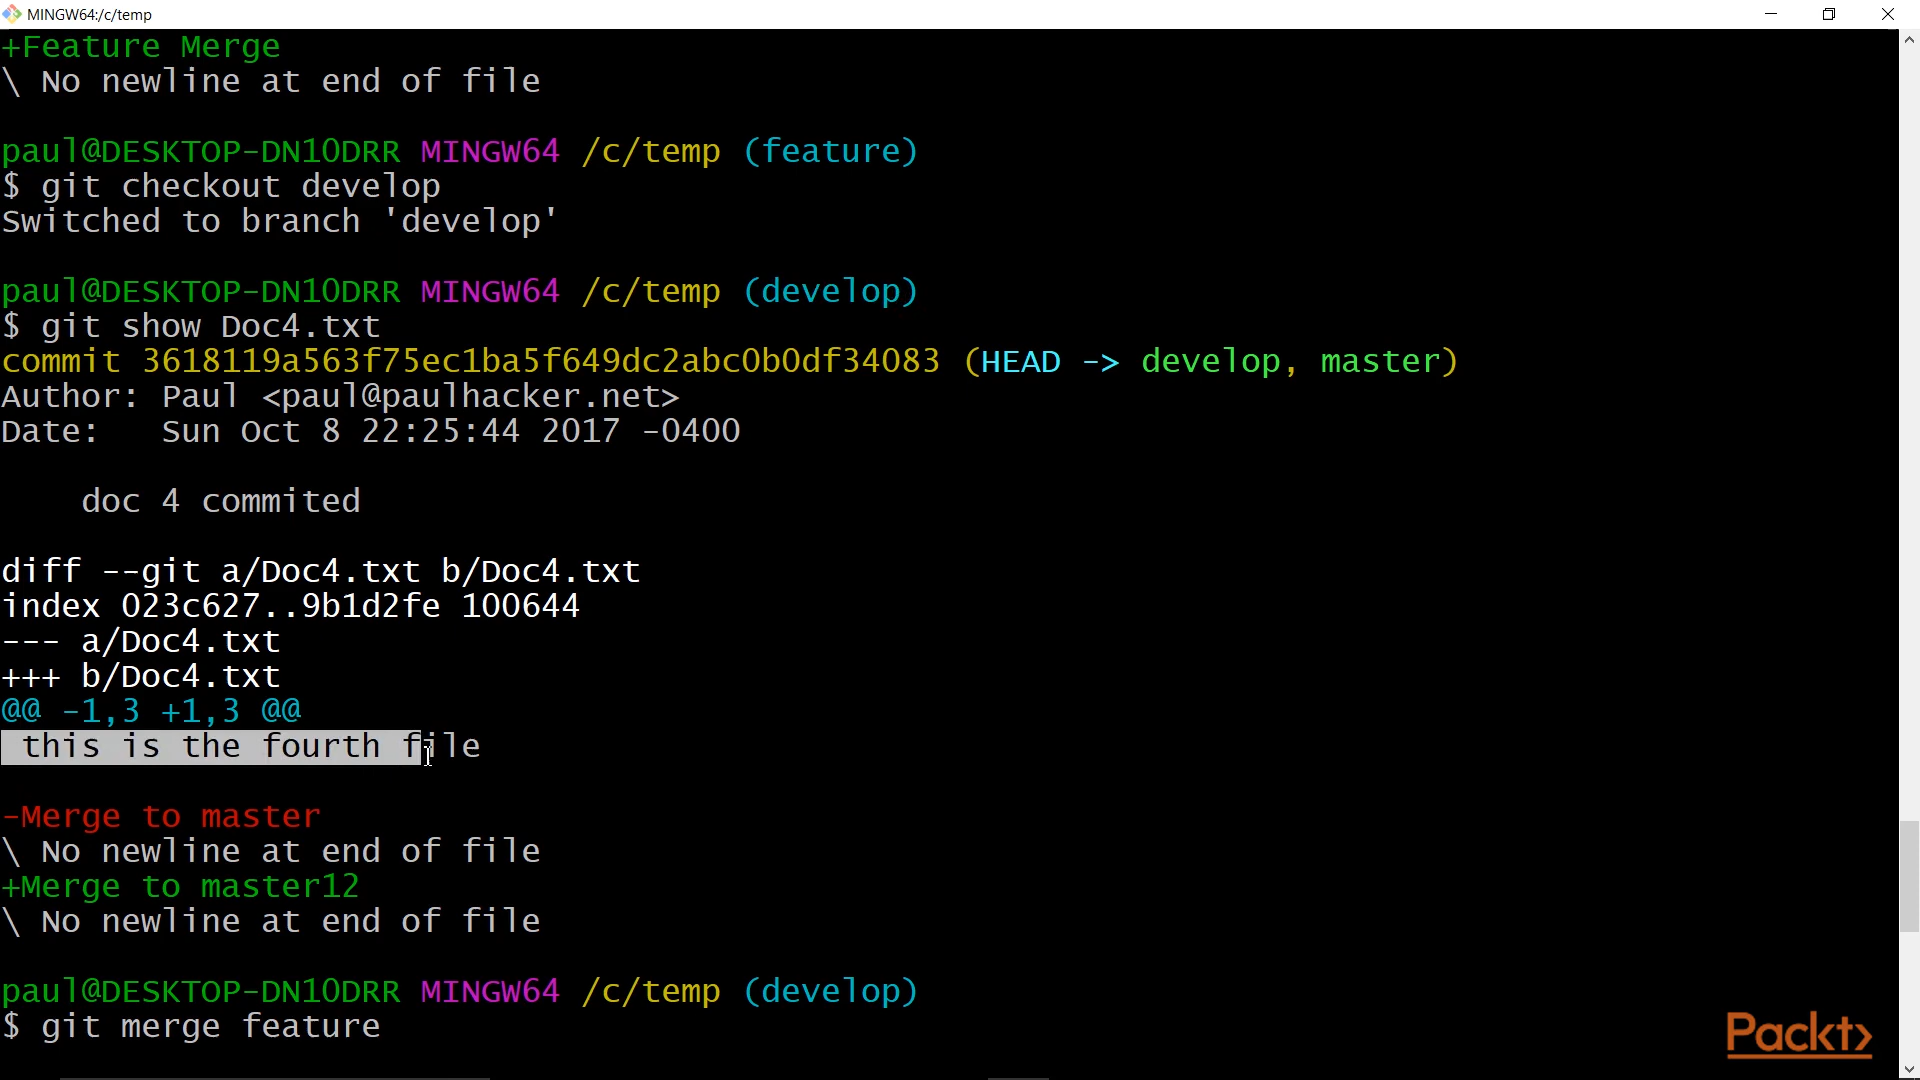 MINGW64:/c/temp
+Feature Merge
\ No newline at end of file
paul@DESKTOP-DN10DRR MINGW64 /c/temp (feature)
$ git checkout develop
Switched to branch 'develop'
paul@DESKTOP-DN10DRR MINGW64 /c/temp (develop)
$ git show Doc4.txt
commit 3618119a563f75ec1ba5f649dc2abc0b0df34083 (HEAD -> develop, master)
Author: Paul <paul@paulhacker.net>
Date:   Sun Oct 8 22:25:44 2017 -0400
    doc 4 commited
diff --git a/Doc4.txt b/Doc4.txt
index 023c627..9b1d2fe 100644
--- a/Doc4.txt
+++ b/Doc4.txt
@@ -1,3 +1,3 @@
 this is the fourth file
-Merge to master
\ No newline at end of file
+Merge to master12
\ No newline at end of file
paul@DESKTOP-DN10DRR MINGW64 /c/temp (develop)
$ git merge feature
Packt>